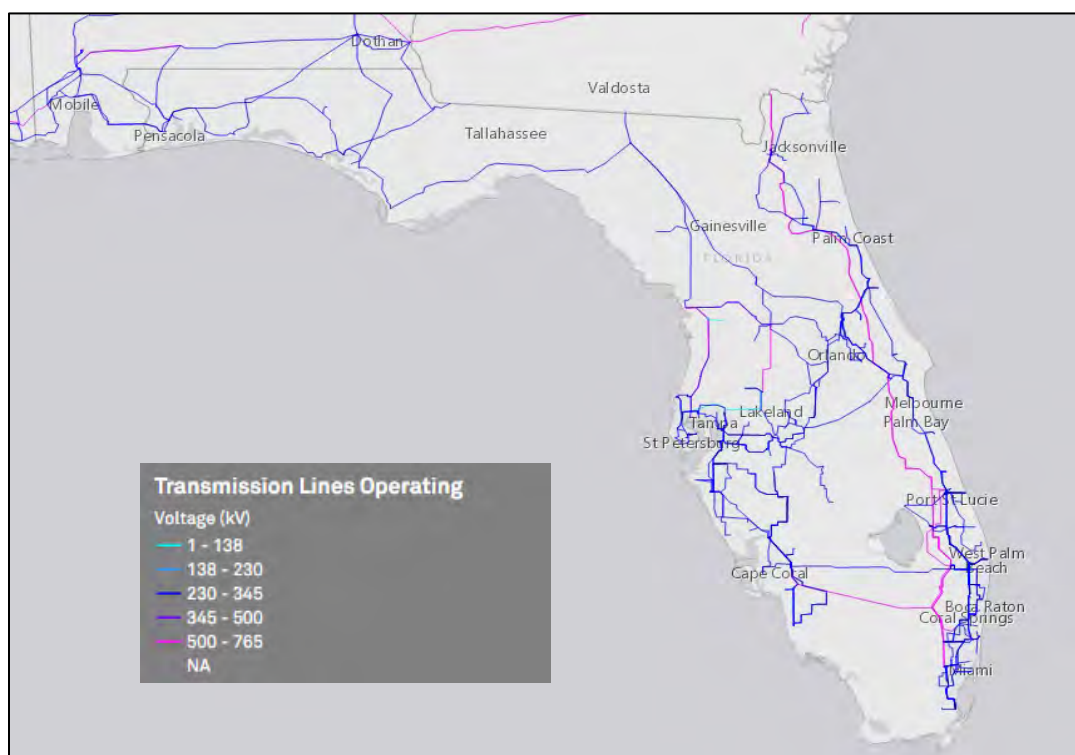 Dothan
Valdosta
Mobile
Pensacola
Tallahassee
Jacksonville
Gainesville
Palm Coast
FLORIDA
Orlando
Lakeland
Melbourne
Tampa
Palm Bay
St Petersburg
Port St Lucie
West Palm
Beach
Cape Coral
Boca Raton
Coral Springs
Miami
Transmission Lines Operating
Voltage (kV)
1 - 138
138 - 230
230 - 345
345 - 500
500 - 765
NA